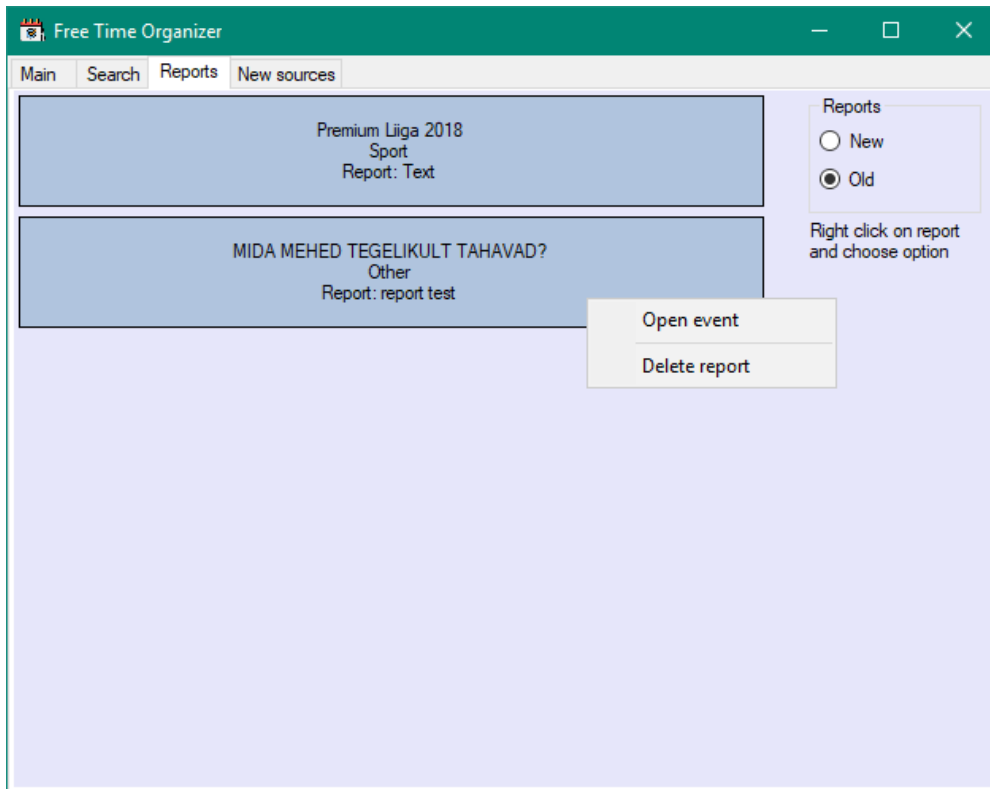 Free Time Organizer
Main Search Reports New sources
Premium Liiga 2018
Sport
Report: Text
MIDA MEHED TEGELIKULT TAHAVAD?
Other
Report: report test
Reports
New
Old
Right click on report
and choose option
Open event
Delete report